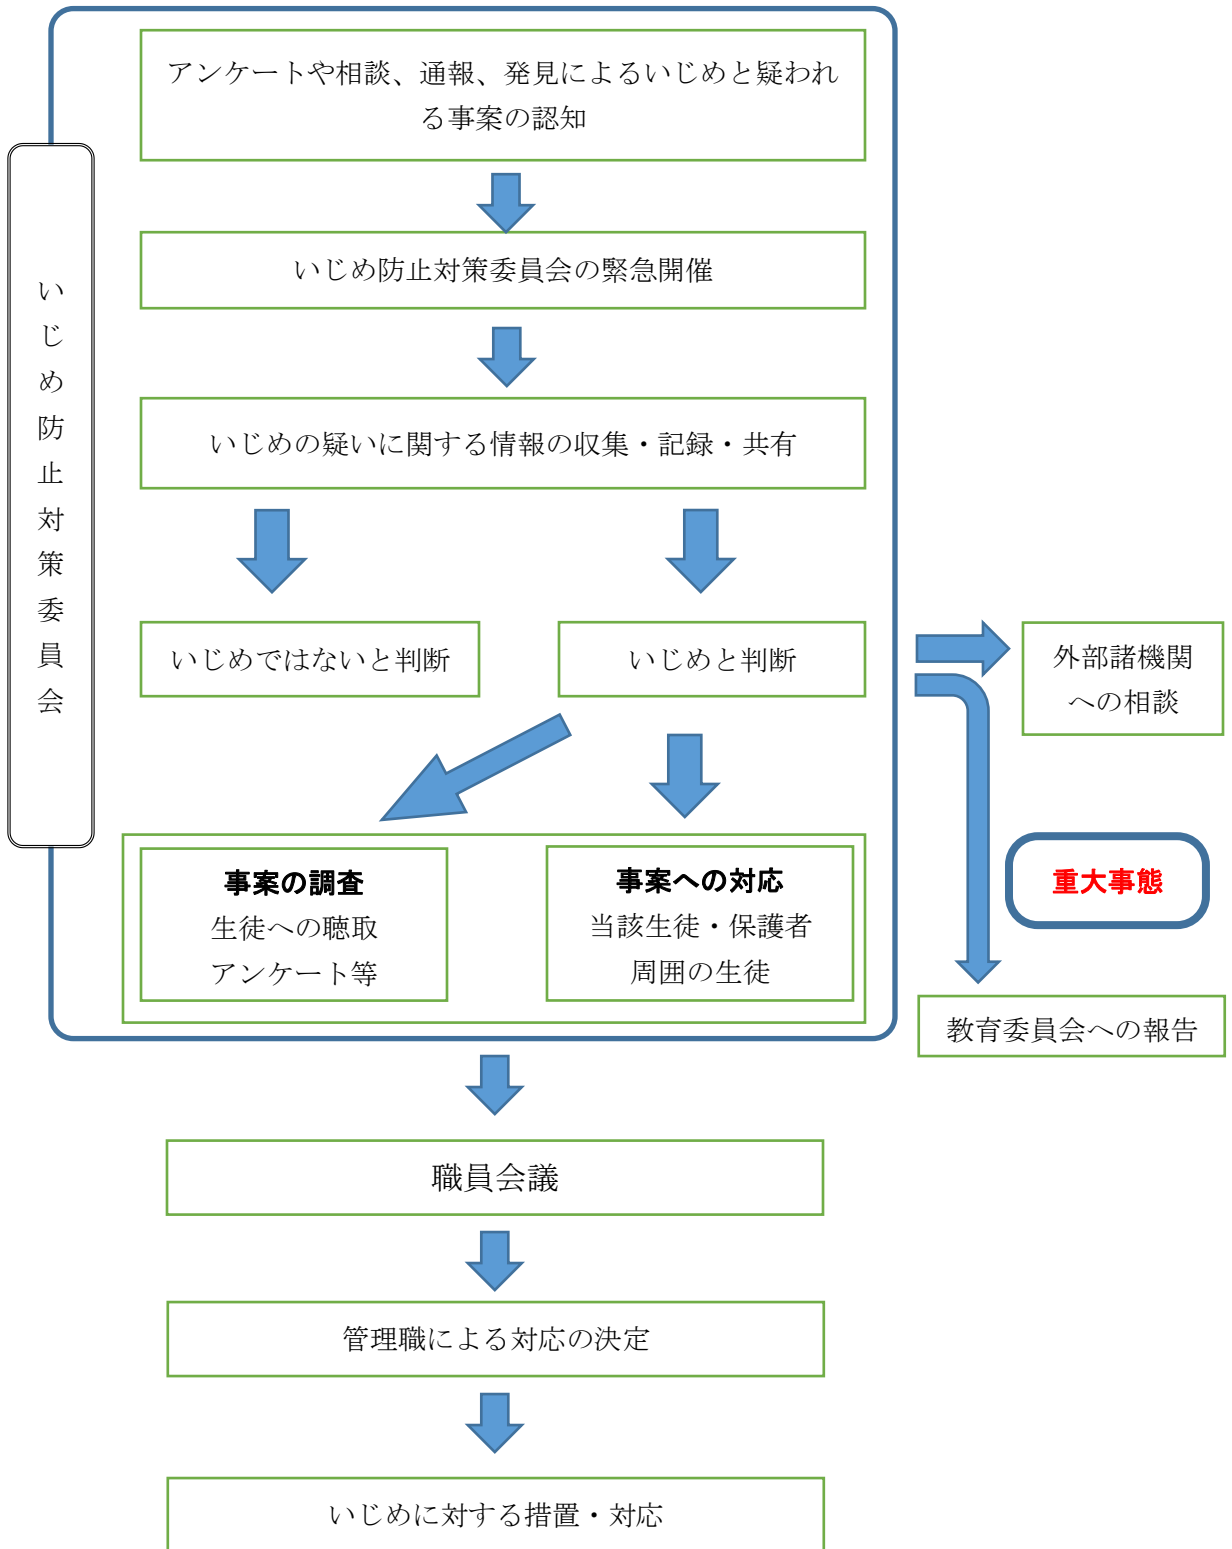 アンケートや相談、通報、発見によるいじめと疑われ
る事案の認知
いじめ防止対策委員会
いじめ防止対策委員会の緊急開催
いじめの疑いに関する情報の収集・記録・共有
いじめではないと判断
いじめと判断
外部諸機関
への相談
事案の調査
生徒への聴取
アンケート等
事案への対応
当該生徒・保護者
周囲の生徒
重大事態
教育委員会への報告
職員会議
管理職による対応の決定
いじめに対する措置・対応